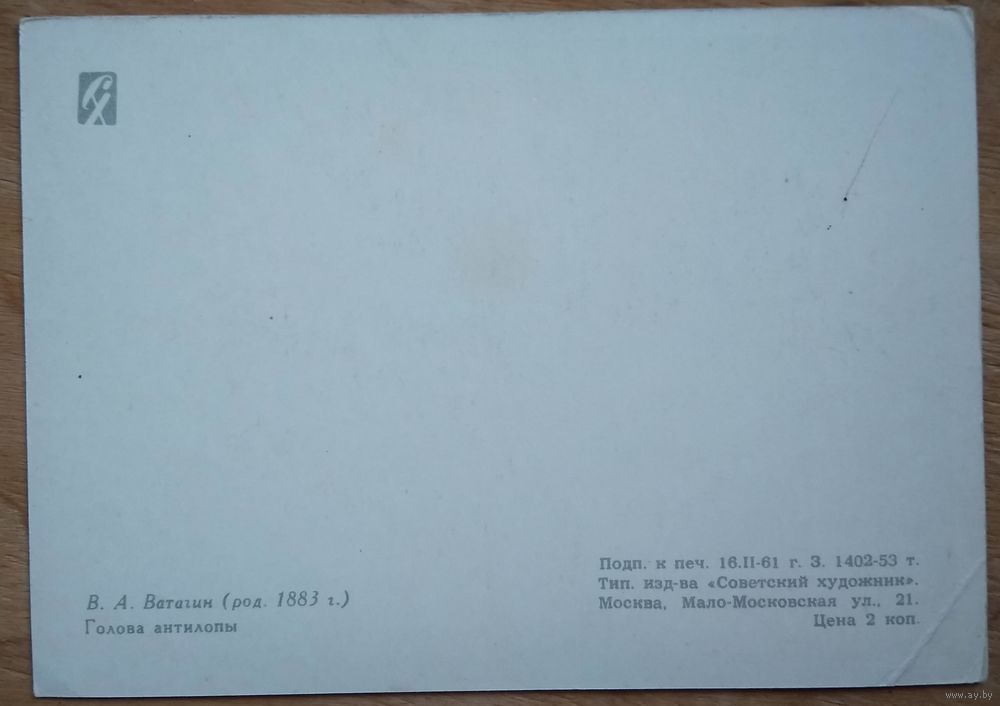 СХ
В. А. Ватагин (род. 1883 г.)
Голова антилопы
Подп. к печ. 16.II-61 г. З. 1402-53 т.
Тип. изд-ва «Советский художник».
Москва, Мало-Московская ул., 21.
Цена 2 коп.
www.ay.by